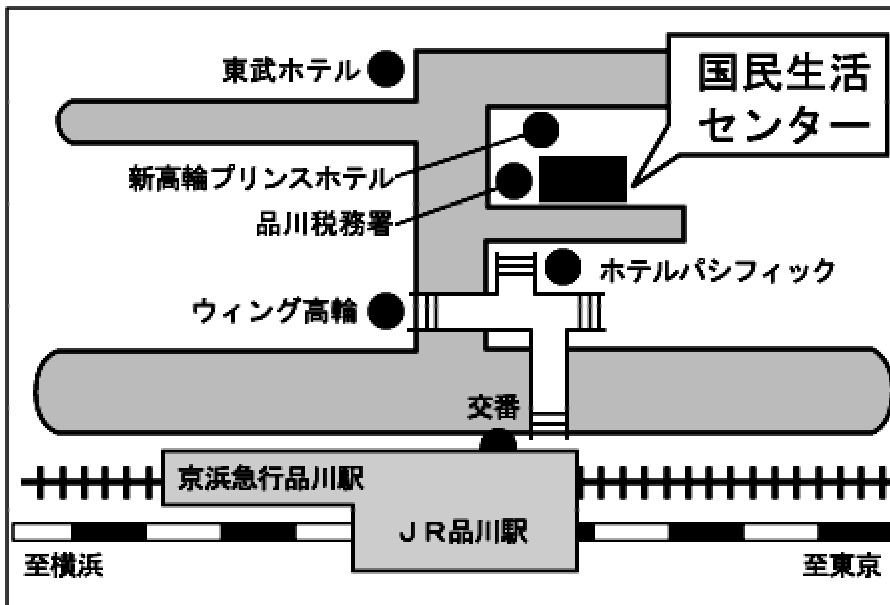 東武ホテル
国民生活
センター
新高輪プリンスホテル
品川税務署
ホテルパシフィック
ウィング高輪
交番
京浜急行品川駅
JR品川駅
至横浜
至東京